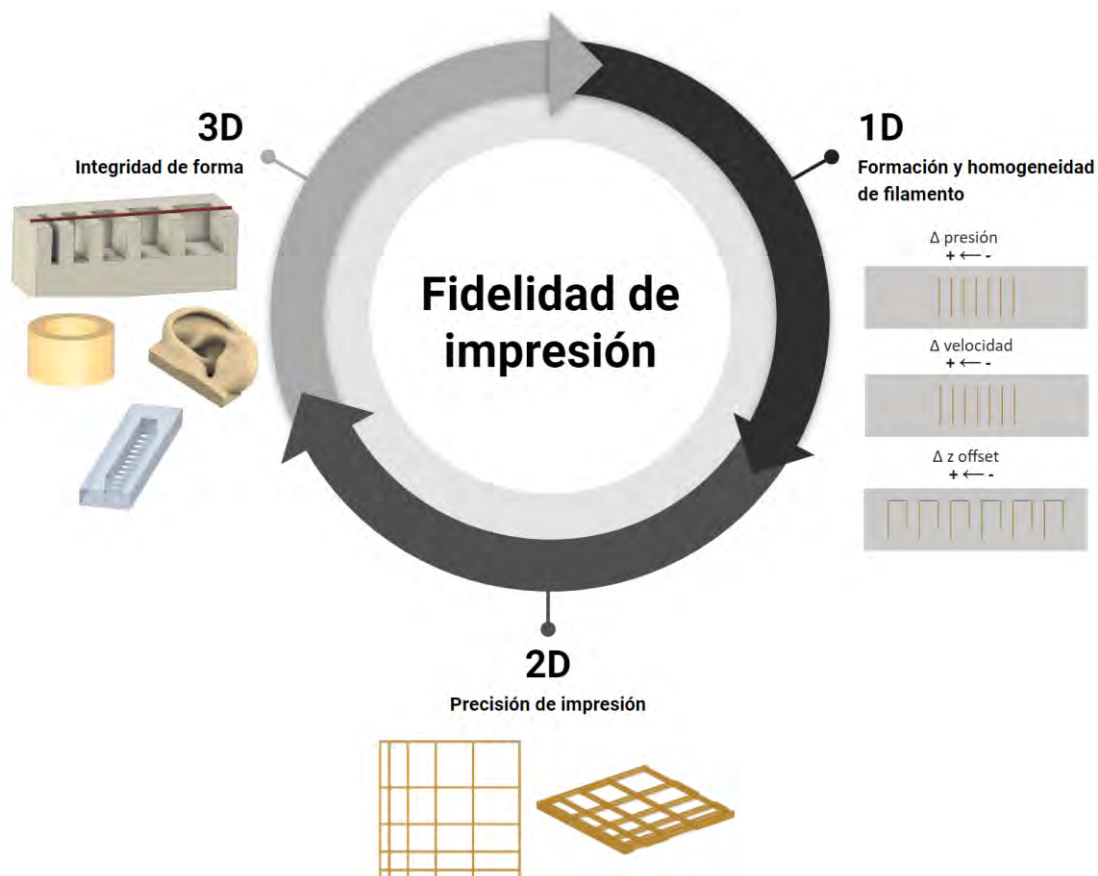 Fidelidad de
impresión
1D
Formación y homogeneidad
de filamento
Δ presión
+ ← -
Δ velocidad
+ ← -
Δ z offset
+ ← -
2D
Precisión de impresión
3D
Integridad de forma